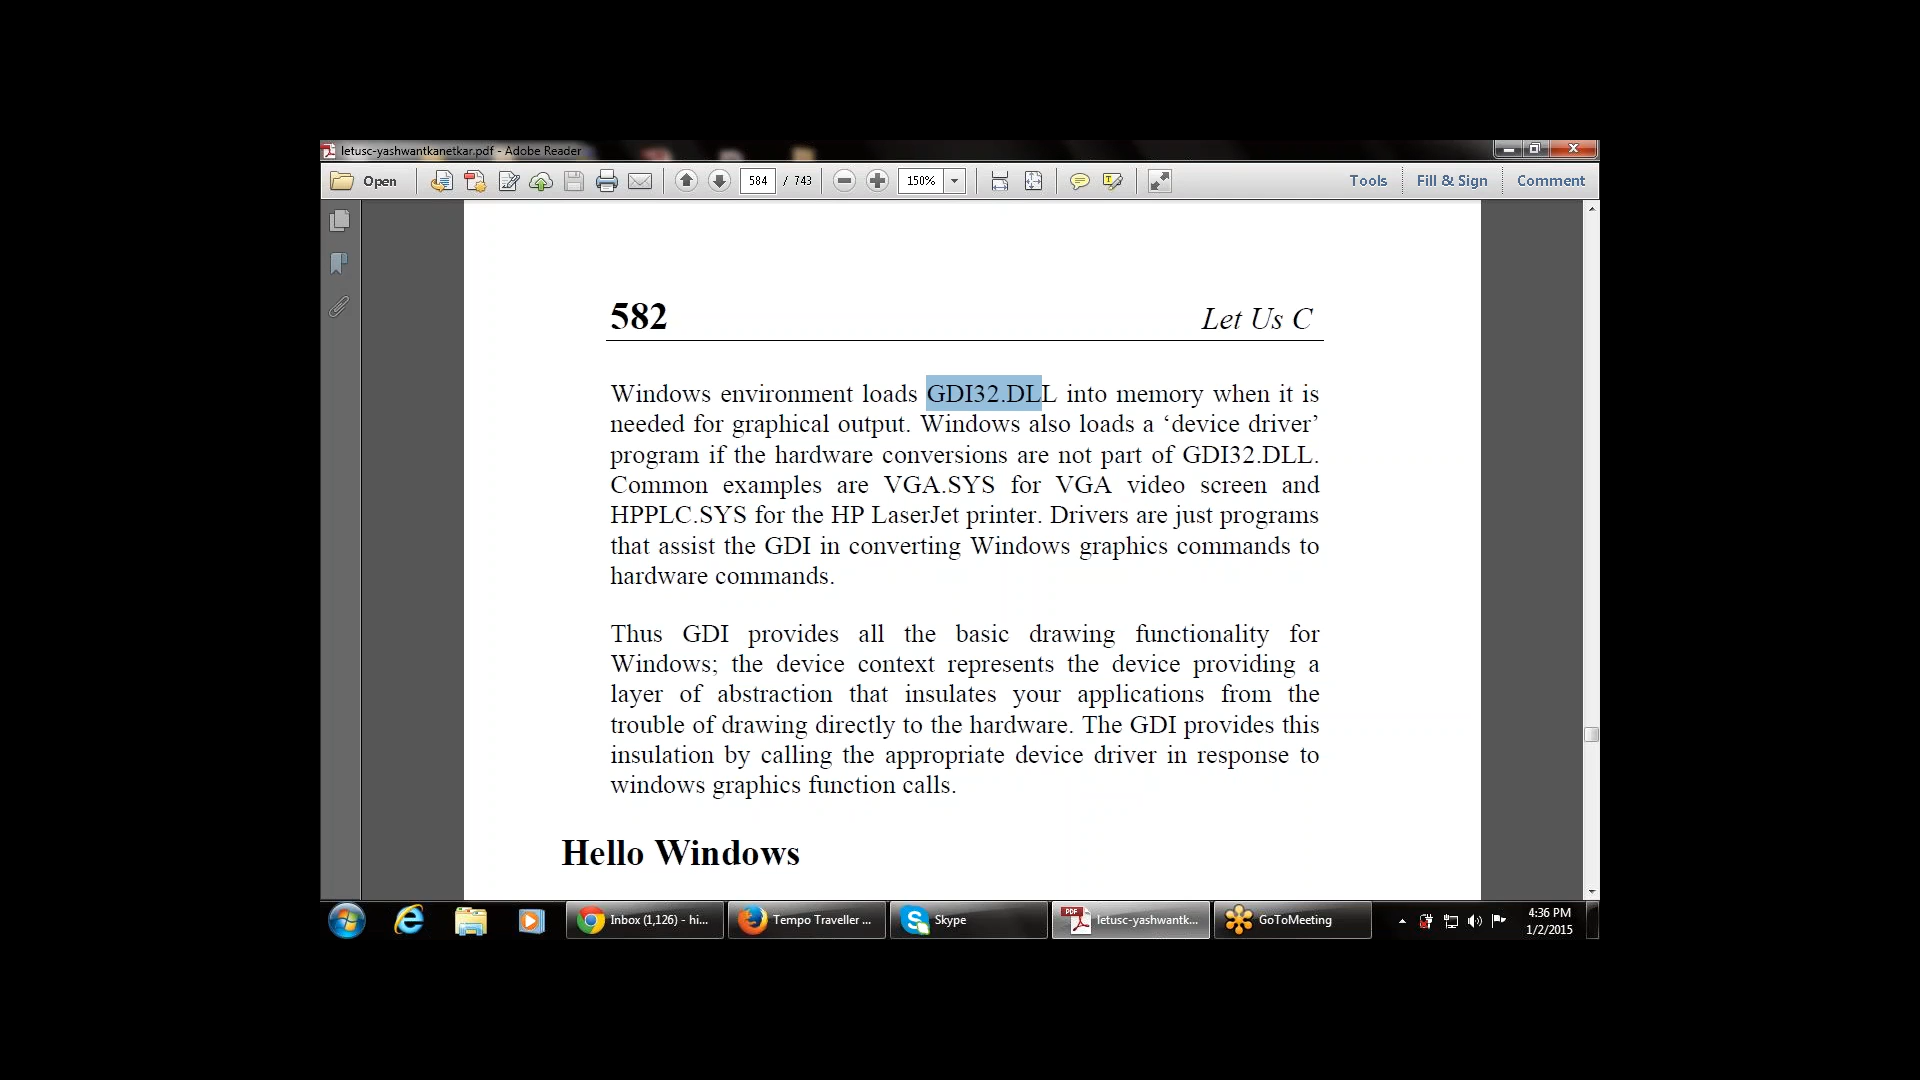 letusc-yashwantkanetkar.pdf - Adobe Reader
Open
584 / 743
150%
Tools
Fill & Sign
Comment
582
Let Us C
Windows environment loads GDI32.DLL into memory when it is
needed for graphical output. Windows also loads a ‘device driver’
program if the hardware conversions are not part of GDI32.DLL.
Common examples are VGA.SYS for VGA video screen and
HPPLC.SYS for the HP LaserJet printer. Drivers are just programs
that assist the GDI in converting Windows graphics commands to
hardware commands.
Thus GDI provides all the basic drawing functionality for
Windows; the device context represents the device providing a
layer of abstraction that insulates your applications from the
trouble of drawing directly to the hardware. The GDI provides this
insulation by calling the appropriate device driver in response to
windows graphics function calls.
Hello Windows
Inbox (1,126) - hi...
Tempo Traveller ...
Skype
PDF
letusc-yashwantk...
GoToMeeting
4:36 PM
1/2/2015